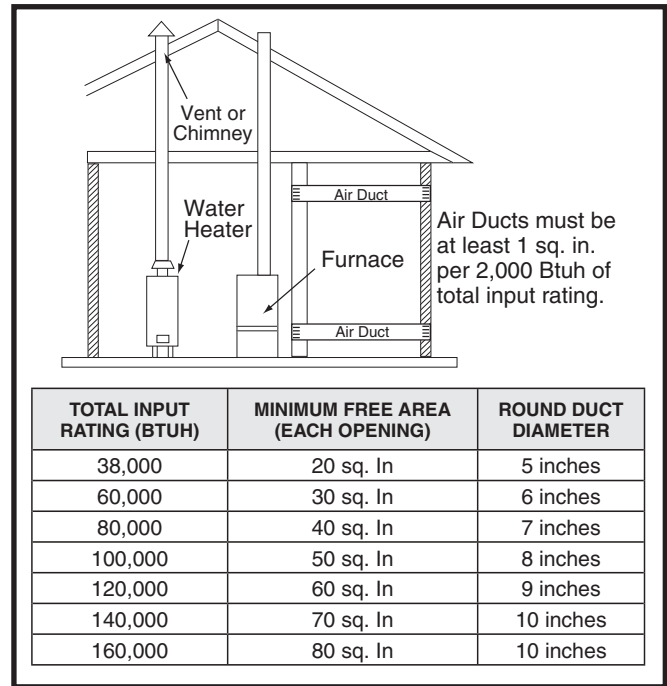 Vent or
Chimney
Air Duct
Water
Heater
Air Ducts must be
at least 1 sq. in.
per 2,000 Btuh of
total input rating.
Furnace
Air Duct
TOTAL INPUT RATING (BTUH) MINIMUM FREE AREA (EACH OPENING) ROUND DUCT DIAMETER
38,000 20 sq. In 5 inches
60,000 30 sq. In 6 inches
80,000 40 sq. In 7 inches
100,000 50 sq. In 8 inches
120,000 60 sq. In 9 inches
140,000 70 sq. In 10 inches
160,000 80 sq. In 10 inches